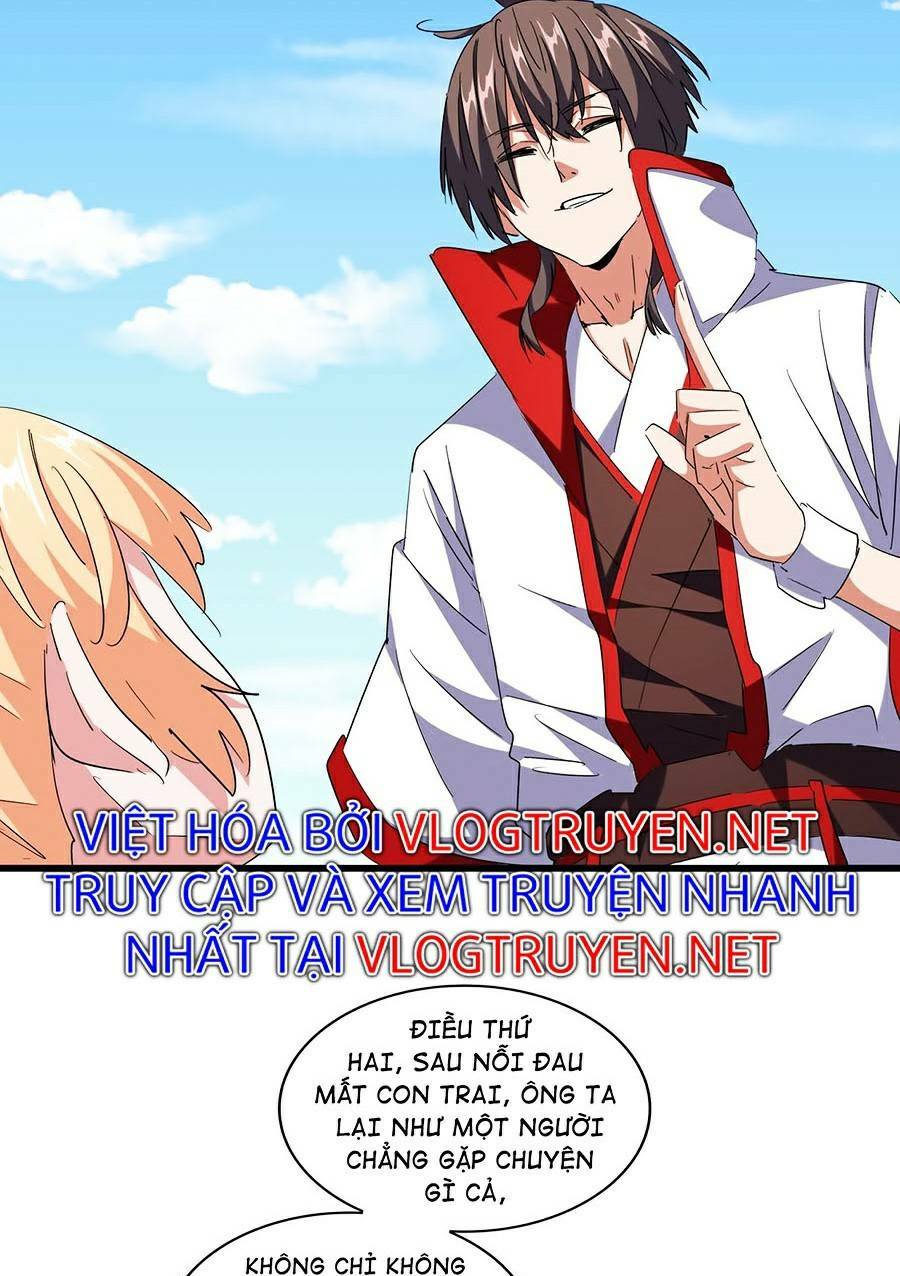 VIỆT HÓA BỞI VLOGTRUYEN.NET
TRUY CẬP VÀ XEM TRUYỆN NHANH
NHẤT TẠI VLOGTRUYEN.NET
ĐIỀU THỨ
HAI, SAU NỖI ĐAU
MẤT CON TRAI, ÔNG TA
LẠI NHƯ MỘT NGƯỜI
CHẲNG GẶP CHUYỆN
GÌ CẢ,
KHÔNG CHỈ KHÔNG